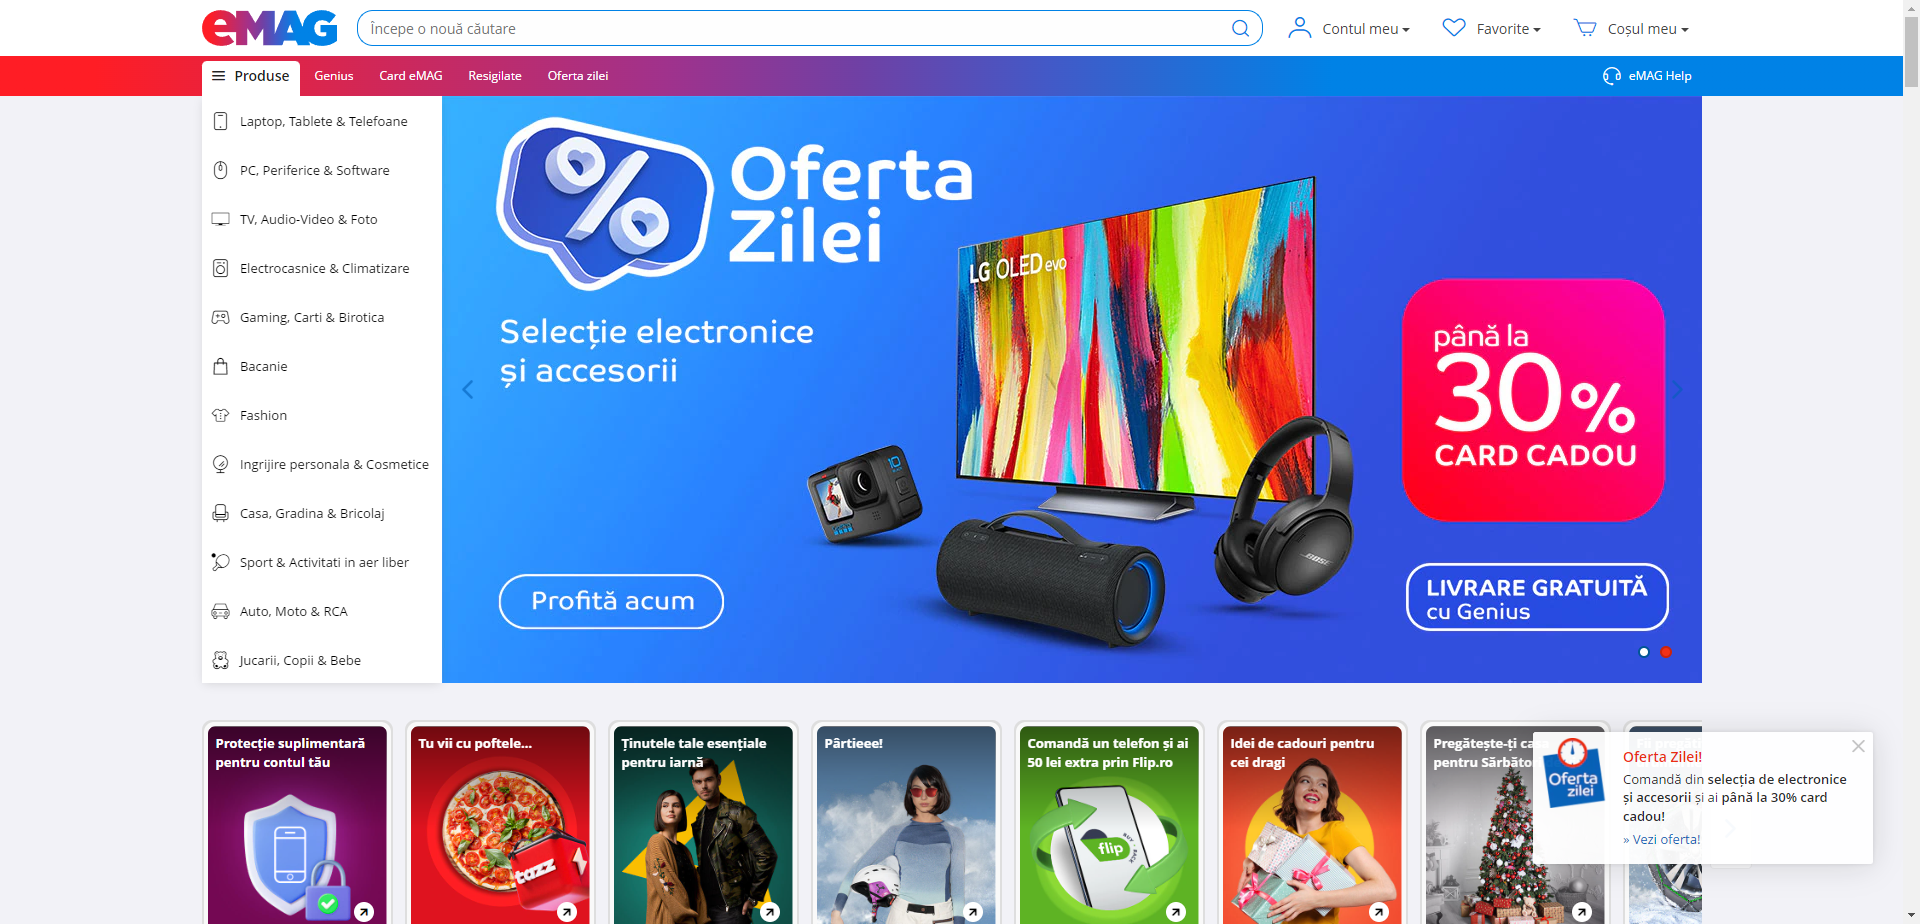 eMAG
Începe o nouă căutare
Contul meu
Favorite
Coșul meu
Produse
Genius
Card eMAG
Resigilate
Oferta zilei
eMAG Help
Laptop, Tablete & Telefoane
PC, Periferice & Software
TV, Audio-Video & Foto
Electrocasnice & Climatizare
Gaming, Carti & Birotica
Bacanie
Fashion
Ingrijire personala & Cosmetice
Casa, Gradina & Bricolaj
Sport & Activitati in aer liber
Auto, Moto & RCA
Jucarii, Copii & Bebe
%
Oferta
Zilei
Selecție electronice
și accesorii
Profită acum
LG OLED evo
10
BOSE
până la
30%
CARD CADOU
LIVRARE GRATUITĂ
cu Genius
Protecție suplimentară
pentru contul tău
Tu vii cu poftele...
tazz
Ținutele tale esențiale
pentru iarnă
Pârtieee!
Comandă un telefon și ai
50 lei extra prin Flip.ro
flip
BUY
BACK
Idei de cadouri pentru
cei dragi
Pregătește-ți
pentru
Oferta
zilei
Oferta Zilei!
Comandă din selecția de electronice
și accesorii și ai până la 30% card
cadou!
» Vezi oferta!